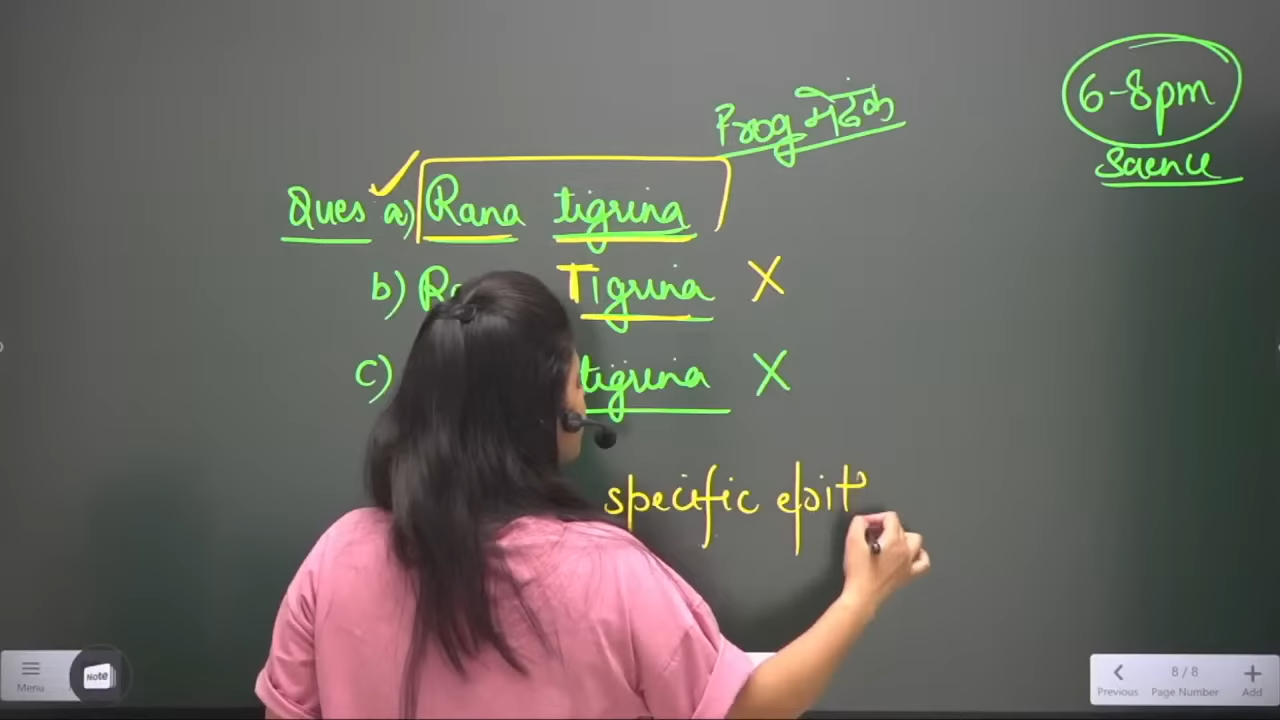 6-8pm
Science
Frog मेंढक
Ques a) Rana tigrina
b) Tigrina X
c) tigrina X
specific epit
Note
Menu
8 / 8
Previous Page Number Add